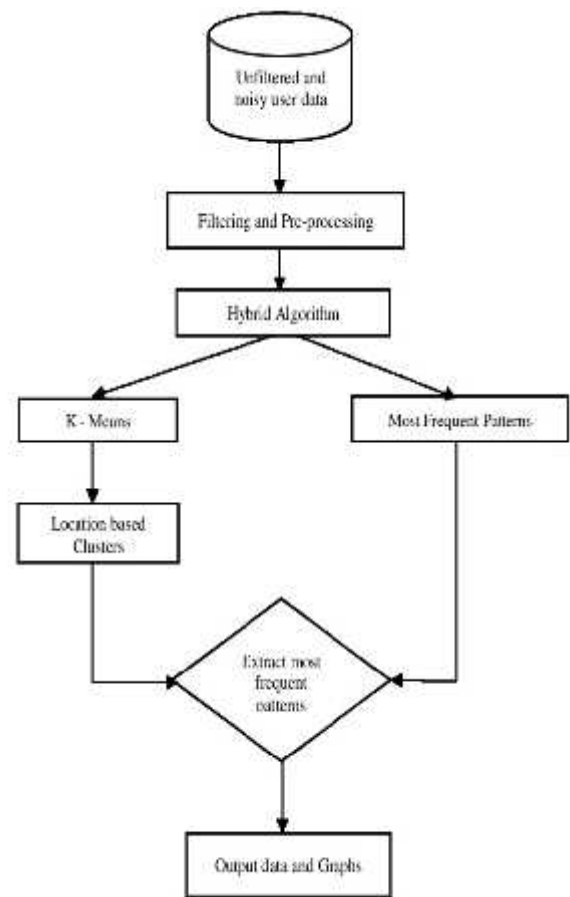 Unfiltered and
noisy user data
Filtering and Pre-processing
Hybrid Algorithm
K - Means
Most Frequent Patterns
Location based
Clusters
Extract most
frequent
patterns
Output data and Graphs